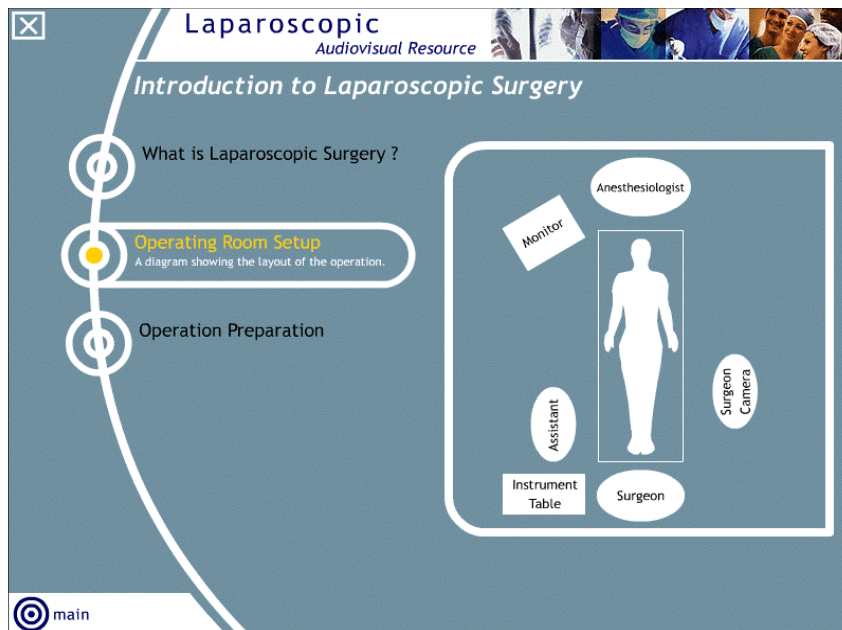 Laparoscopic
Audiovisual Resource
Introduction to Laparoscopic Surgery
What is Laparoscopic Surgery ?
Operating Room Setup
A diagram showing the layout of the operation.
Operation Preparation
Anesthesiologist
Monitor
Surgeon
Camera
Assistant
Instrument
Table
Surgeon
main